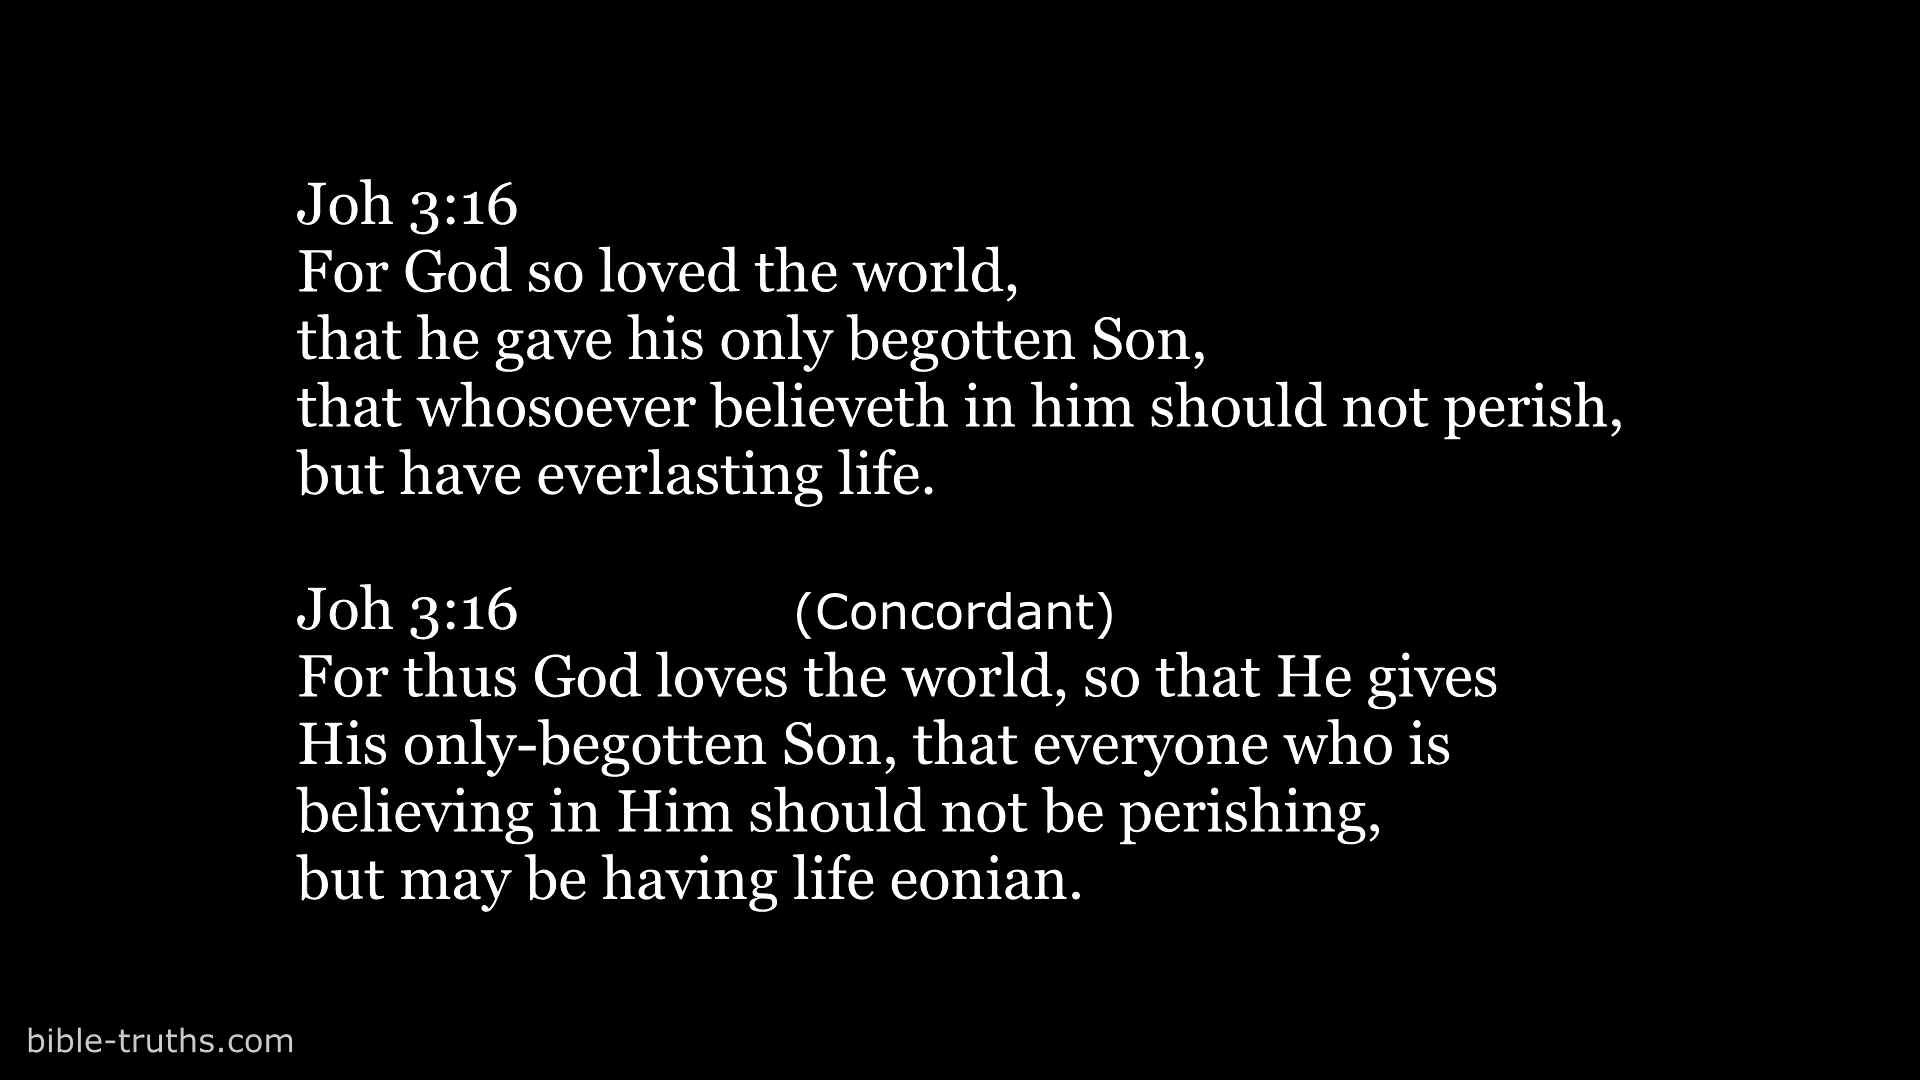 Joh 3:16
For God so loved the world,
that he gave his only begotten Son,
that whosoever believeth in him should not perish,
but have everlasting life.
Joh 3:16 (Concordant)
For thus God loves the world, so that He gives
His only-begotten Son, that everyone who is
believing in Him should not be perishing,
but may be having life eonian.
bible-truths.com